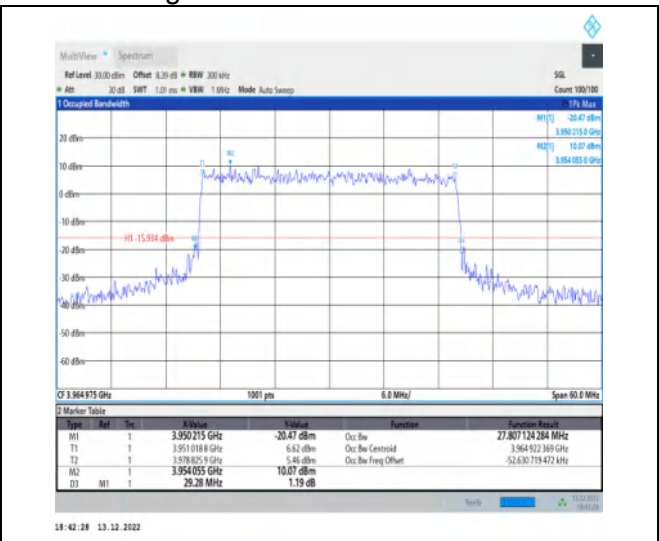 MultiView Spectrum
Ref Level 30.00 dBm Offset 8.39 dB RBW 300 kHz SGL
Att 30 dB SWT 1.01 ms VBW 1 MHz Mode Auto Sweep Count 100/100
1 Occupied Bandwidth 1Pk Max
M1[1] -20.47 dBm
3.950 215 0 GHz
M2[1] 10.07 dBm
3.954 055 0 GHz
20 dBm
M2
T1
T2
10 dBm
0 dBm
-10 dBm
H1 -15.934 dBm
-20 dBm
-30 dBm
-40 dBm
-50 dBm
-60 dBm
CF 3.964 975 GHz 1001 pts 6.0 MHz/ Span 60.0 MHz
2 Marker Table
Type Ref Trc X-Value Y-Value Function Function Result
M1 1 3.950 215 GHz -20.47 dBm Occ Bw 27.807 124 284 MHz
T1 1 3.951 018 8 GHz 6.62 dBm Occ Bw Centroid 3.964 922 369 GHz
T2 1 3.978 825 9 GHz 5.46 dBm Occ Bw Freq Offset -52.630 719 472 kHz
M2 1 3.954 055 GHz 10.07 dBm
D3 M1 1 29.28 MHz 1.19 dB
Ready 13.12.2022
18:42:28 13.12.2022